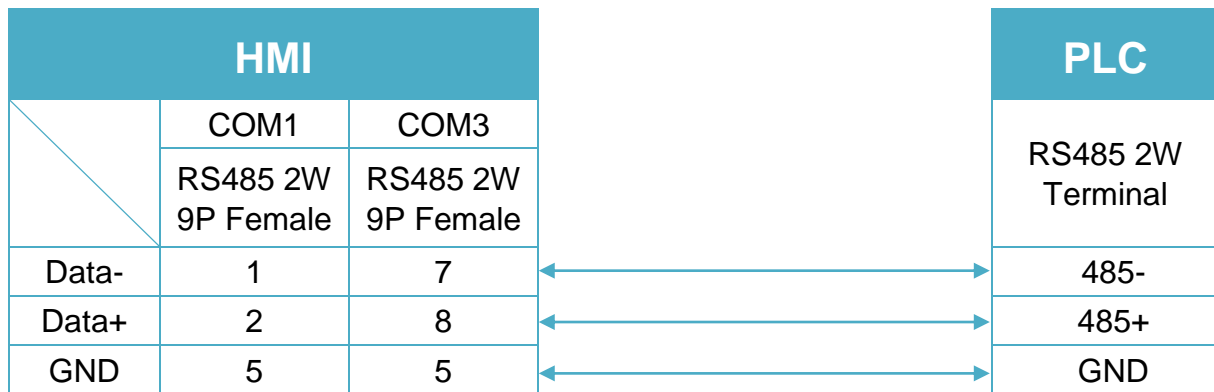 HMI PLC
COM1 COM3
RS485 2W RS485 2W RS485 2W
9P Female 9P Female Terminal
Data- 1 7 485-
Data+ 2 8 485+
GND 5 5 GND